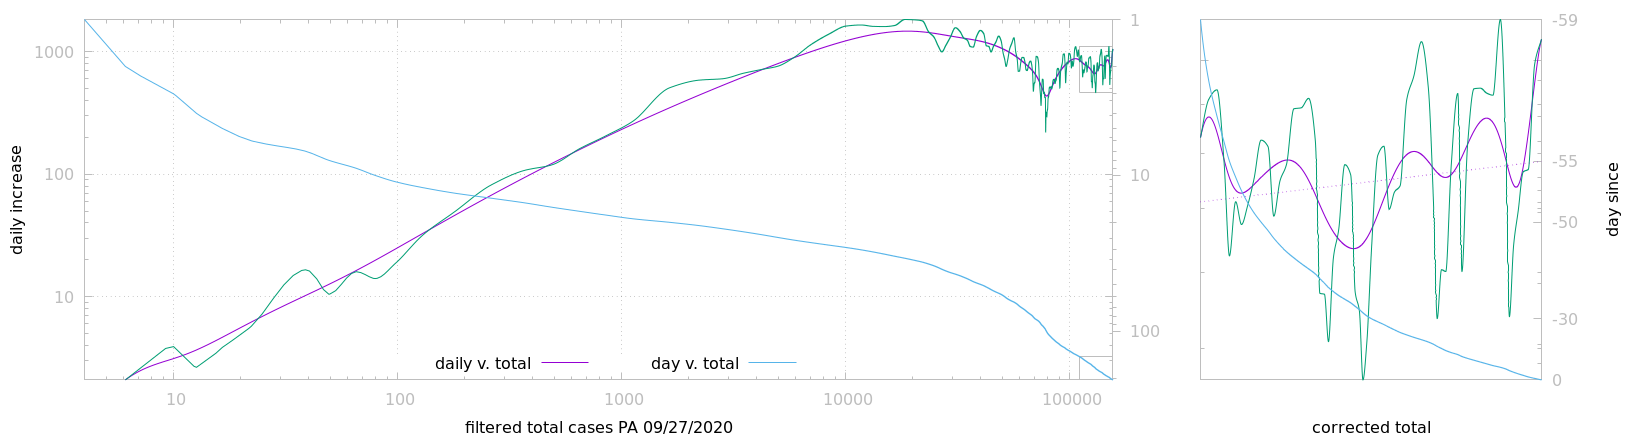 daily increase
1000
100
10
10
100
1000
10000
100000
1
10
100
daily v. total
day v. total
filtered total cases PA 09/27/2020
-59
-55
-50
-30
0
day since
corrected total